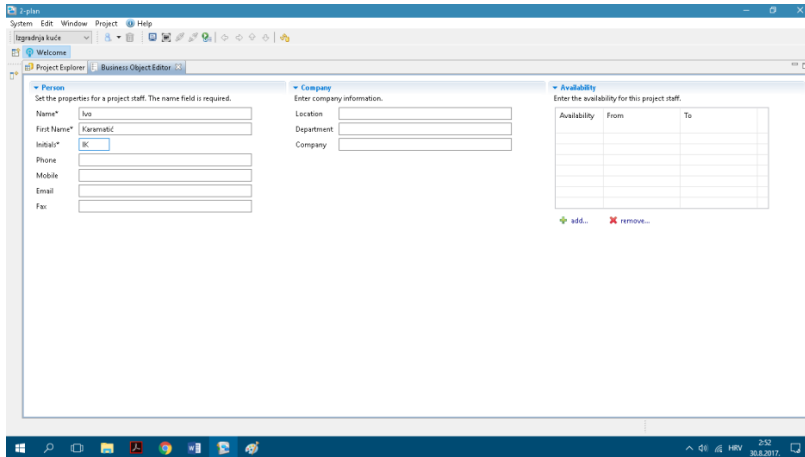 2-plan
System Edit Window Project Help
Izgradnja kuće
Welcome
Project Explorer Business Object Editor
Person
Set the properties for a project staff. The name field is required.
Name* Ivo
First Name* Karamatić
Initials* IK
Phone
Mobile
Email
Fax
Company
Enter company information.
Location
Department
Company
Availability
Enter the availability for this project staff.
Availability From To
add... remove...
HRV
2:52
30.8.2017.